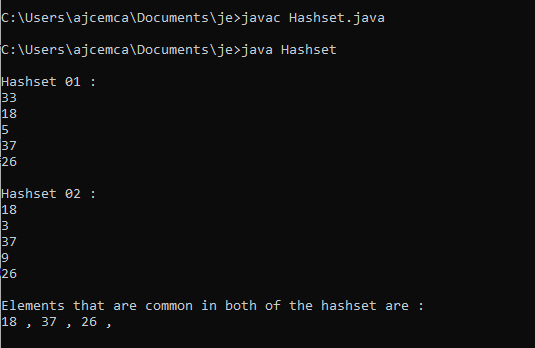 C:\Users\ajcemca\Documents\je>javac Hashset.java
C:\Users\ajcemca\Documents\je>java Hashset
Hashset 01 :
33
18
5
37
26
Hashset 02 :
18
3
37
9
26
Elements that are common in both of the hashset are :
18 , 37 , 26 ,